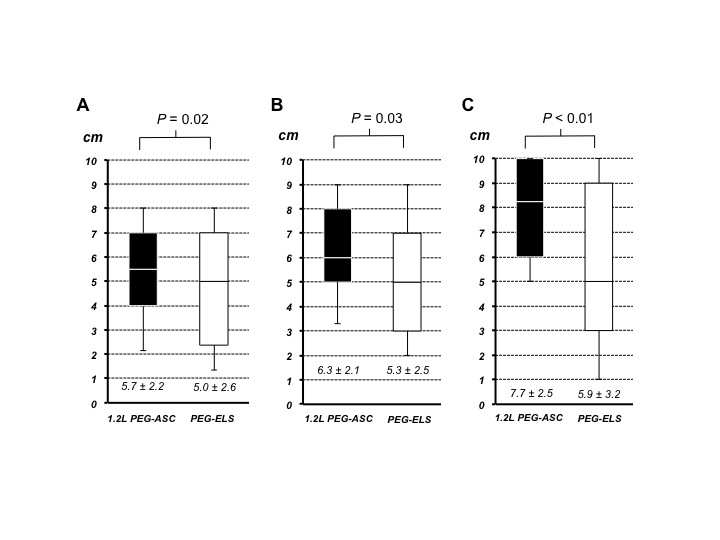 A
P = 0.02
cm
10
9
8
7
6
5
4
3
2
1
0
5.7 ± 2.2
5.0 ± 2.6
1.2L PEG-ASC
PEG-ELS
B
P = 0.03
cm
10
9
8
7
6
5
4
3
2
1
0
6.3 ± 2.1
5.3 ± 2.5
1.2L PEG-ASC
PEG-ELS
C
P < 0.01
cm
10
9
8
7
6
5
4
3
2
1
0
7.7 ± 2.5
5.9 ± 3.2
1.2L PEG-ASC
PEG-ELS